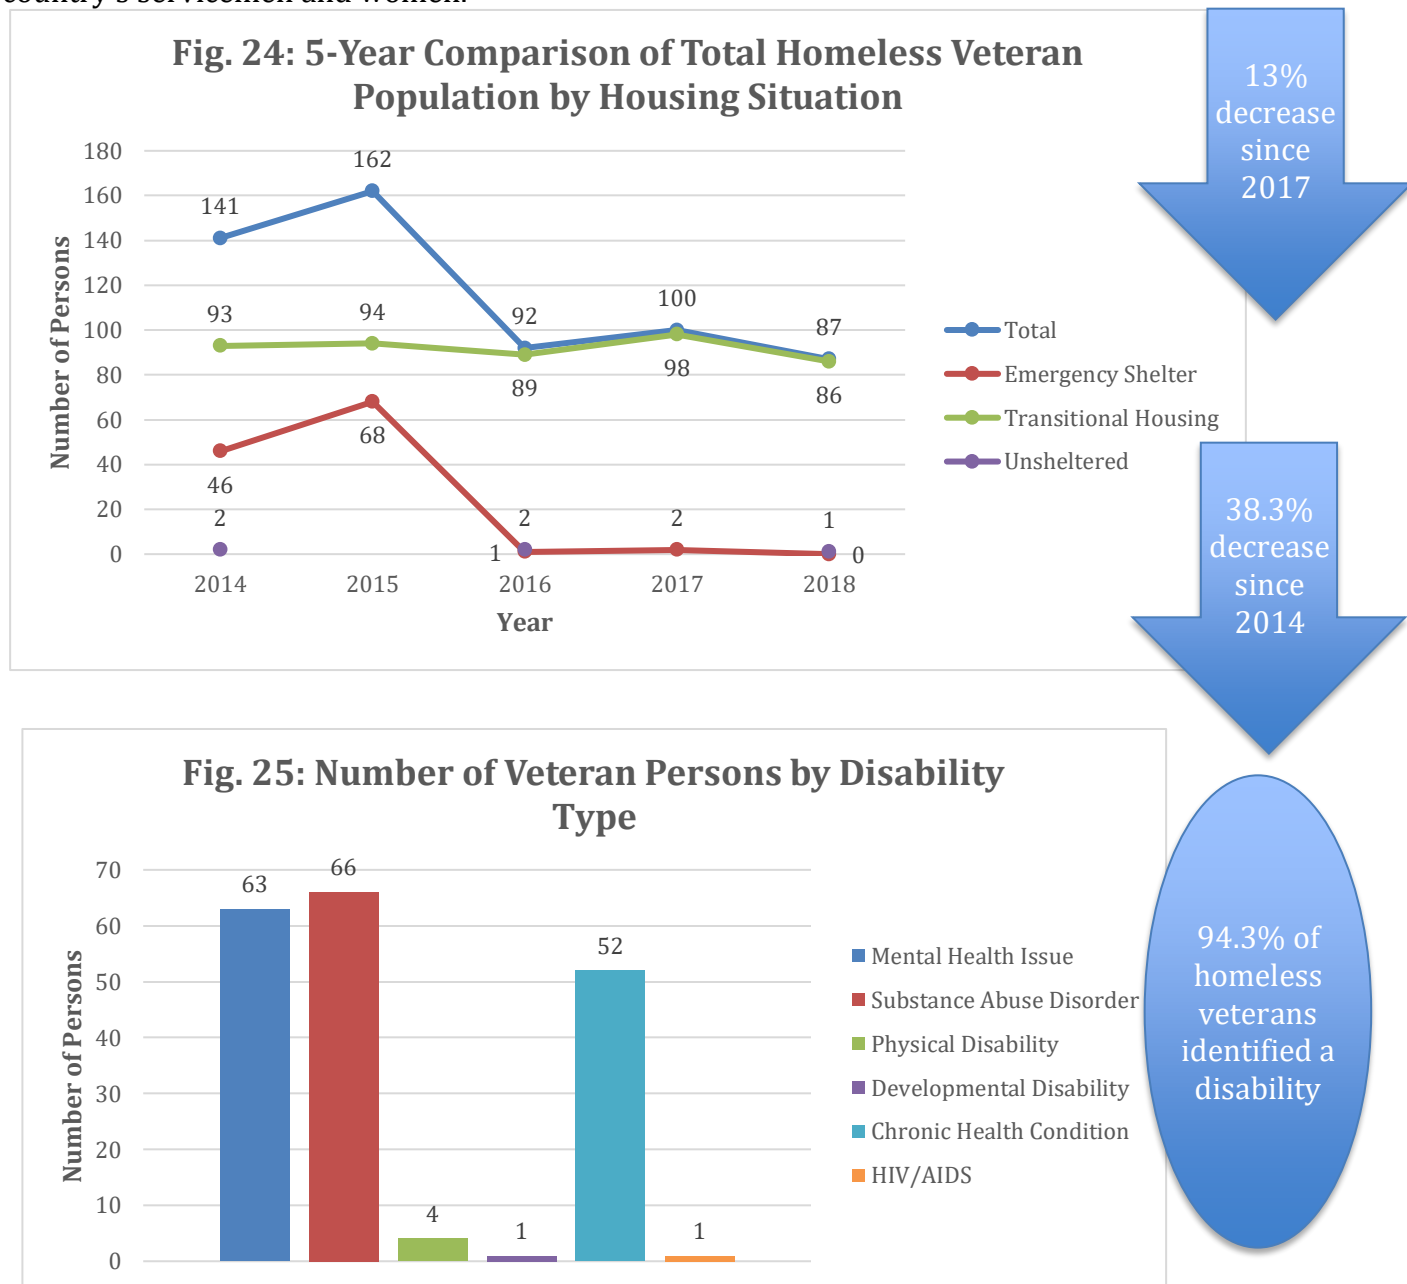 country's servicemen and women.
Fig. 24: 5-Year Comparison of Total Homeless Veteran
Population by Housing Situation
Number of Persons
180
160
140
120
100
80
60
40
20
0
141
162
92
100
87
93
94
89
98
86
46
68
1
2
0
2
2
1
2014
2015
2016
2017
2018
Year
Total
Emergency Shelter
Transitional Housing
Unsheltered
13%
decrease
since
2017
38.3%
decrease
since
2014
Fig. 25: Number of Veteran Persons by Disability
Type
Number of Persons
70
60
50
40
30
20
10
0
63
66
4
1
52
1
Mental Health Issue
Substance Abuse Disorder
Physical Disability
Developmental Disability
Chronic Health Condition
HIV/AIDS
94.3% of
homeless
veterans
identified a
disability